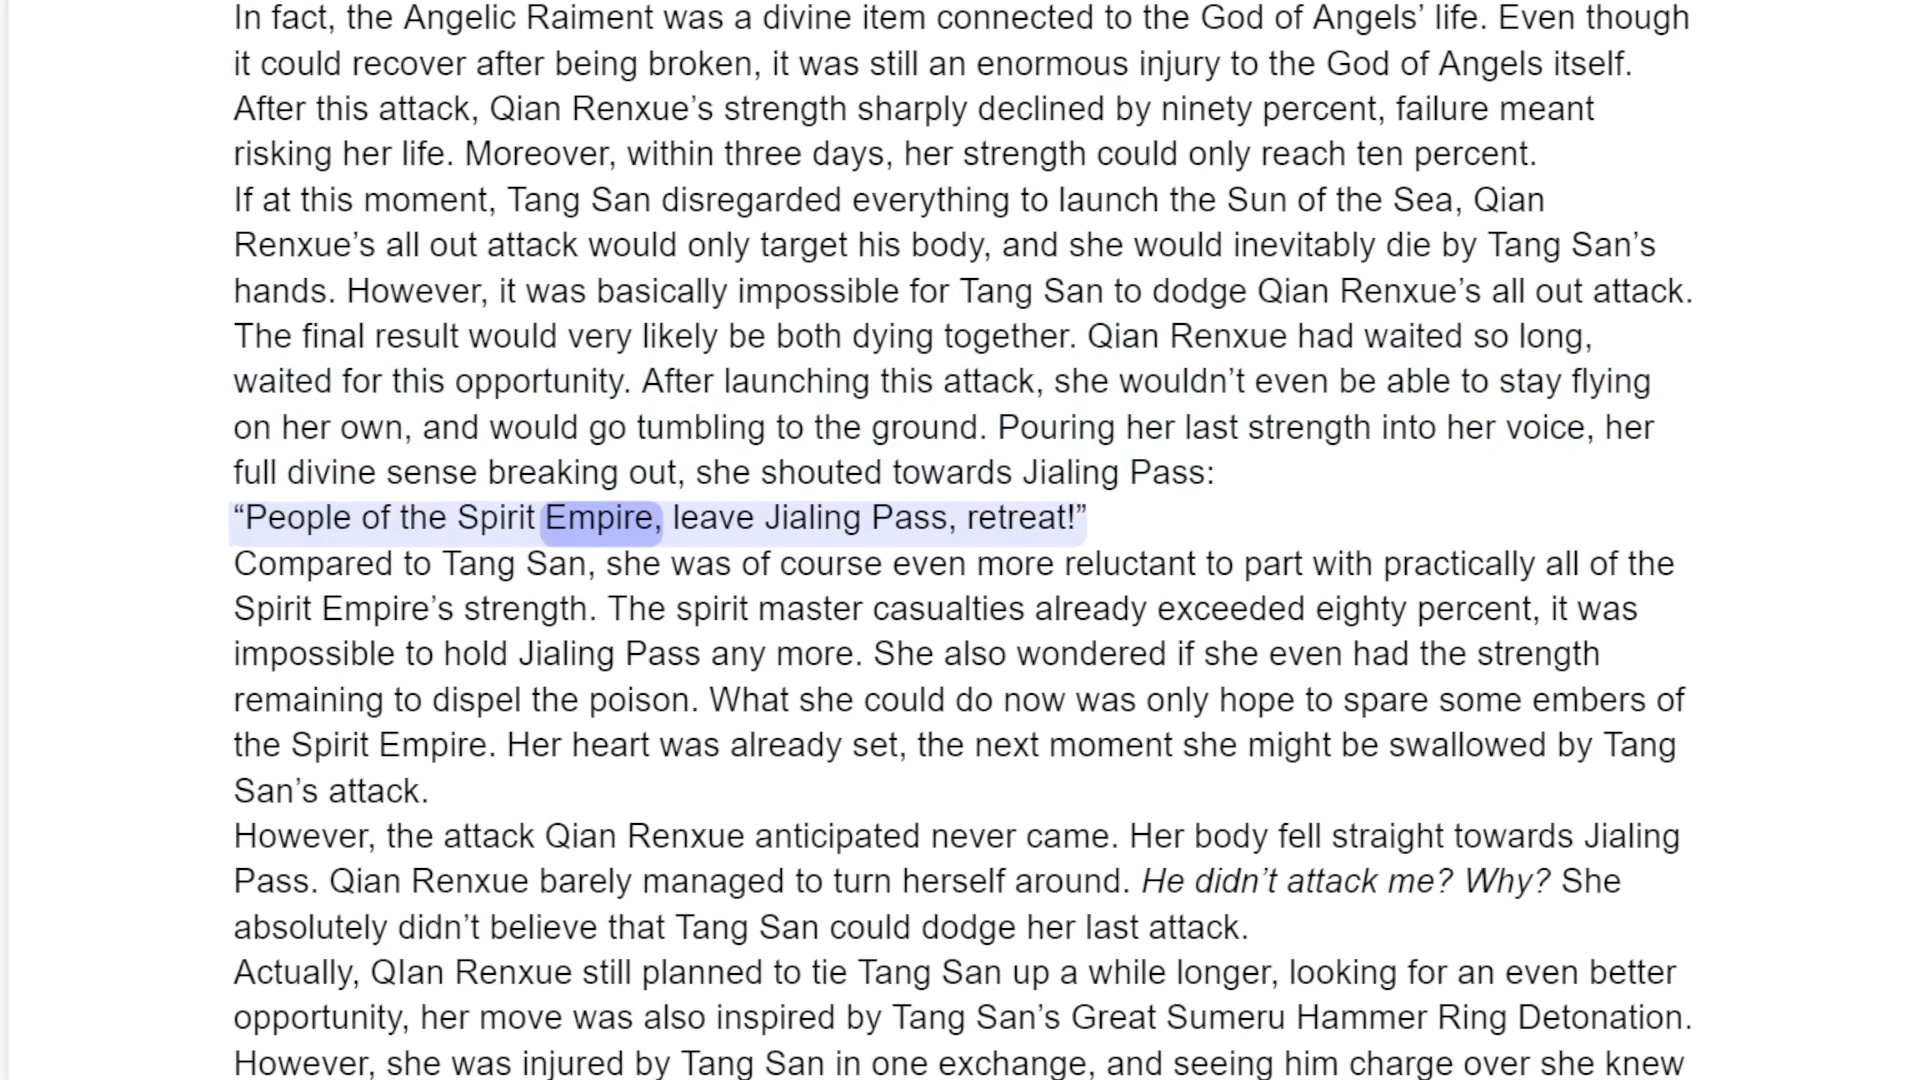 In fact, the Angelic Raiment was a divine item connected to the God of Angels’ life. Even though
it could recover after being broken, it was still an enormous injury to the God of Angels itself.
After this attack, Qian Renxue’s strength sharply declined by ninety percent, failure meant
risking her life. Moreover, within three days, her strength could only reach ten percent.
If at this moment, Tang San disregarded everything to launch the Sun of the Sea, Qian
Renxue’s all out attack would only target his body, and she would inevitably die by Tang San’s
hands. However, it was basically impossible for Tang San to dodge Qian Renxue’s all out attack.
The final result would very likely be both dying together. Qian Renxue had waited so long,
waited for this opportunity. After launching this attack, she wouldn’t even be able to stay flying
on her own, and would go tumbling to the ground. Pouring her last strength into her voice, her
full divine sense breaking out, she shouted towards Jialing Pass:
“People of the Spirit Empire, leave Jialing Pass, retreat!”
Compared to Tang San, she was of course even more reluctant to part with practically all of the
Spirit Empire’s strength. The spirit master casualties already exceeded eighty percent, it was
impossible to hold Jialing Pass any more. She also wondered if she even had the strength
remaining to dispel the poison. What she could do now was only hope to spare some embers of
the Spirit Empire. Her heart was already set, the next moment she might be swallowed by Tang
San’s attack.
However, the attack Qian Renxue anticipated never came. Her body fell straight towards Jialing
Pass. Qian Renxue barely managed to turn herself around. He didn’t attack me? Why? She
absolutely didn’t believe that Tang San could dodge her last attack.
Actually, QIan Renxue still planned to tie Tang San up a while longer, looking for an even better
opportunity, her move was also inspired by Tang San’s Great Sumeru Hammer Ring Detonation.
However, she was injured by Tang San in one exchange, and seeing him charge over she knew